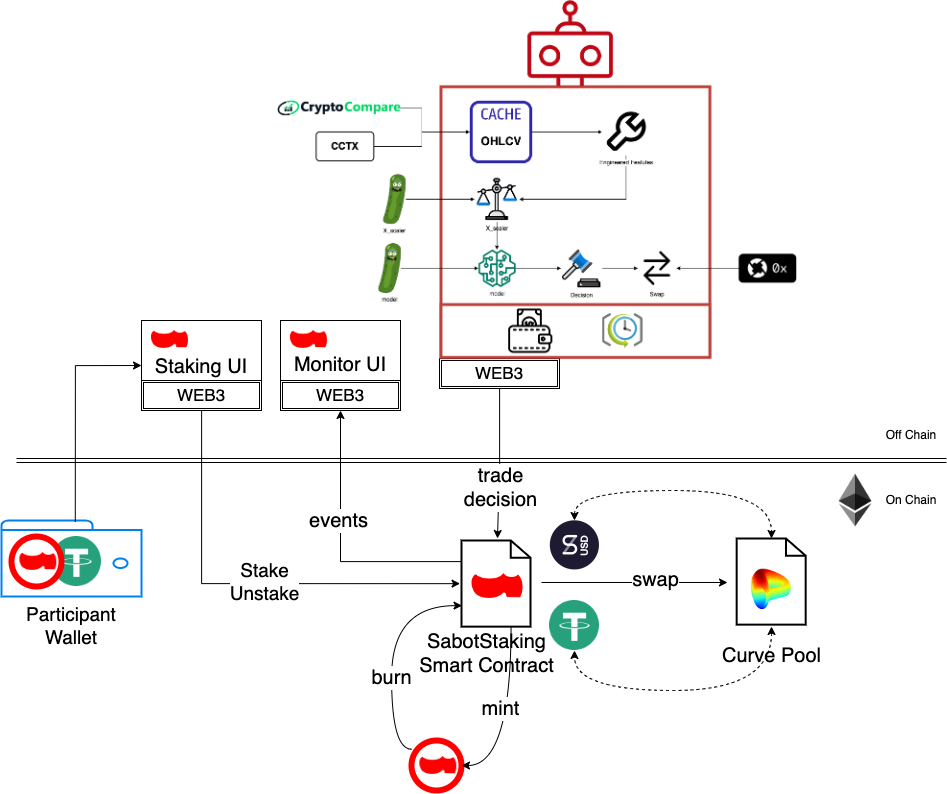 CryptoCompare
CCTX
CACHE
OHLCV
Engineered Features
X_scaler
X_scaler
model
model
Decision
Swap
0x
Staking UI
WEB3
Monitor UI
WEB3
WEB3
Off Chain
On Chain
trade
decision
events
S USD
Stake
Unstake
swap
Participant
Wallet
SabotStaking
Smart Contract
Curve Pool
burn
mint